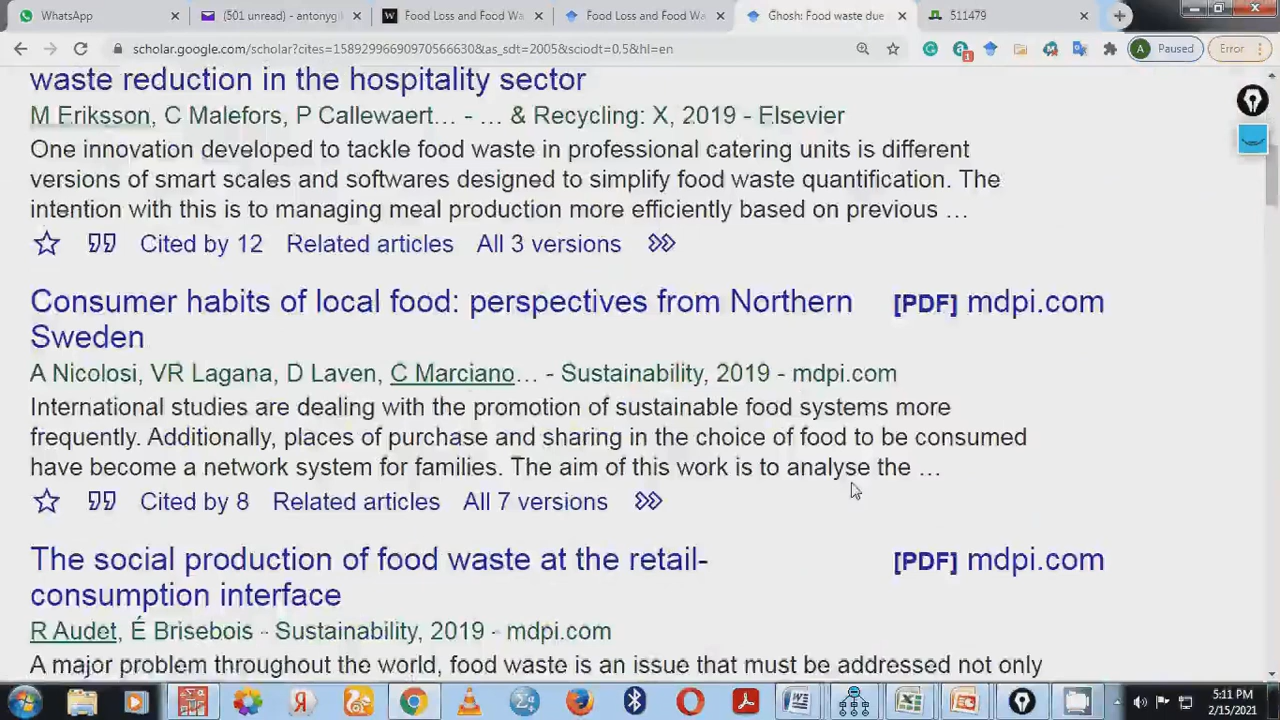 WhatsApp
(501 unread) - antonygi
Food Loss and Food Wa
Food Loss and Food Wa
Ghosh: Food waste due
511479
scholar.google.com/scholar?cites=15892996690970566630&as_sdt=2005&sciodt=0,5&hl=en
1
A Paused
Error
waste reduction in the hospitality sector
M Eriksson, C Malefors, P Callewaert… - … & Recycling: X, 2019 - Elsevier
One innovation developed to tackle food waste in professional catering units is different
versions of smart scales and softwares designed to simplify food waste quantification. The
intention with this is to managing meal production more efficiently based on previous …
Cited by 12 Related articles All 3 versions
Consumer habits of local food: perspectives from Northern
Sweden
[PDF] mdpi.com
A Nicolosi, VR Lagana, D Laven, C Marciano… - Sustainability, 2019 - mdpi.com
International studies are dealing with the promotion of sustainable food systems more
frequently. Additionally, places of purchase and sharing in the choice of food to be consumed
have become a network system for families. The aim of this work is to analyse the …
Cited by 8 Related articles All 7 versions
The social production of food waste at the retail-
consumption interface
[PDF] mdpi.com
R Audet, É Brisebois - Sustainability, 2019 - mdpi.com
A major problem throughout the world, food waste is an issue that must be addressed not only
5:11 PM
2/15/2021